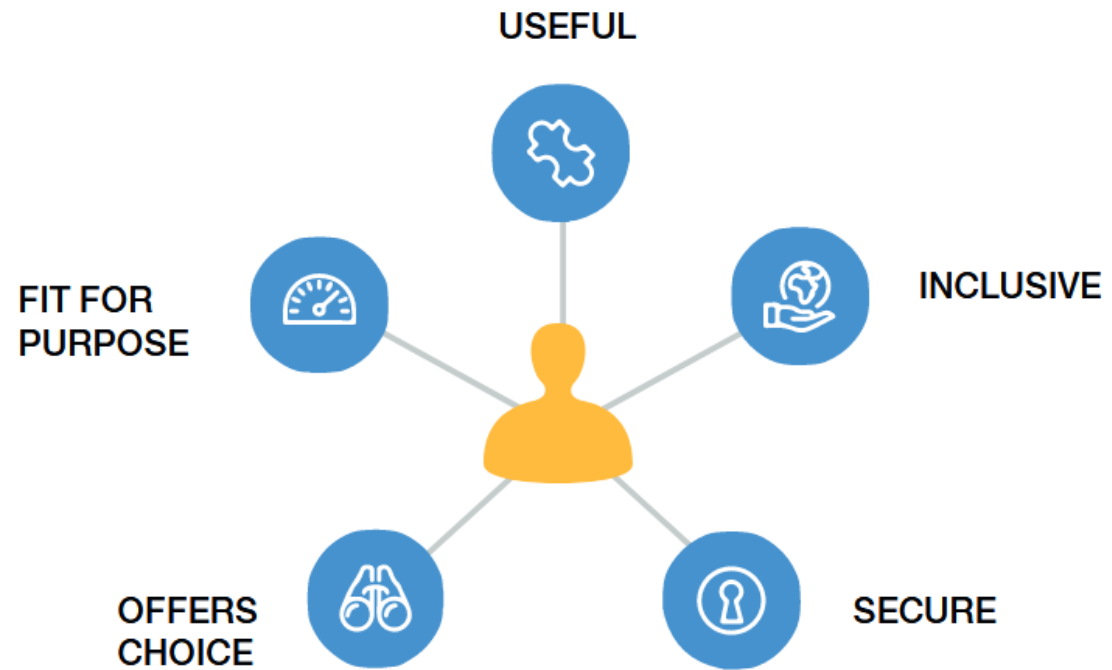 USEFUL
INCLUSIVE
FIT FOR
PURPOSE
OFFERS
CHOICE
SECURE